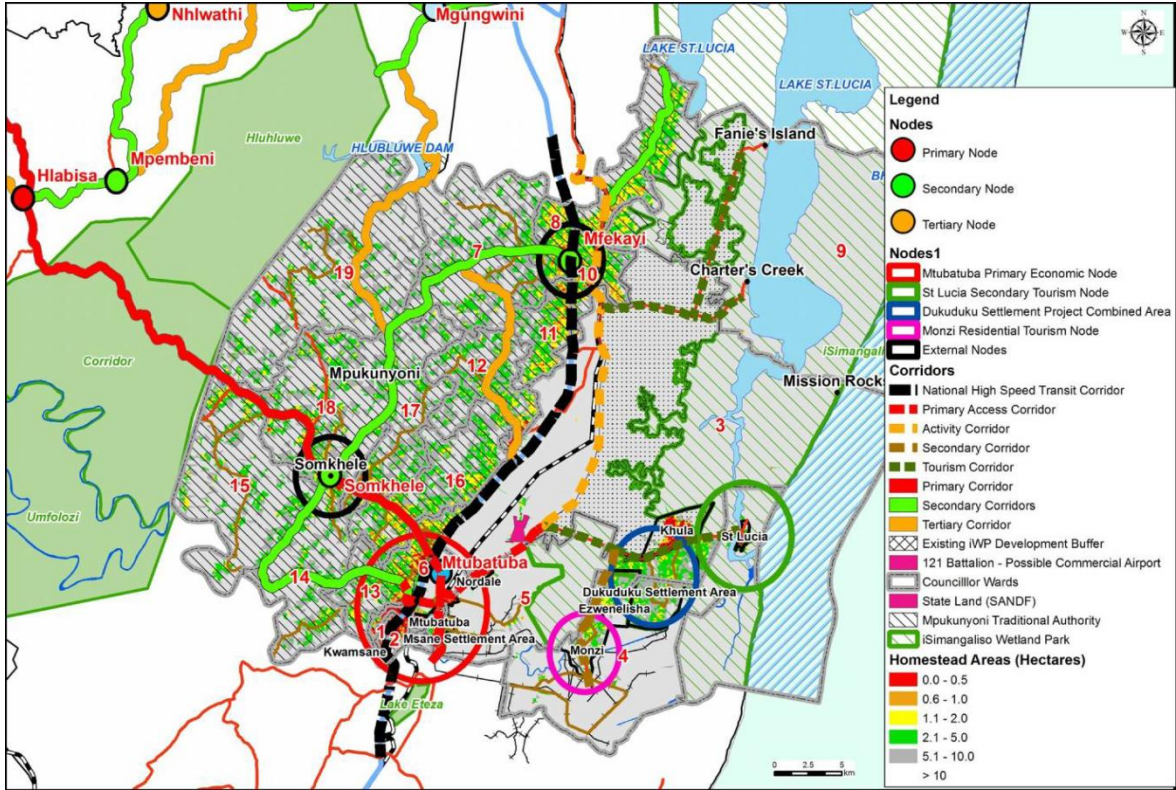 Nhlwathi
Mgungwini
LAKE ST.LUCIA
LAKE ST.LUCIA
N
W
E
S
Hluhluwe
HLUBLUWE DAM
Fanie's Island
Mpembeni
Hlabisa
8
Mfekayi
7
9
19
10
Charter's Creek
11
iSimangali
Corridor
12
Mpukunyoni
Mission Rocks
18
17
3
Somkhele
Somkhele
16
15
Umfolozi
Khula
St Lucia
6
Mtubatuba
Nordale
14
13
Dukuduku Settlement Area
5
Ezwenelisha
1
2
Mtubatuba
Msane Settlement Area
Kwamsane
Monzi
4
Lake Eteza
0
2.5
5
km
Legend
Nodes
Primary Node
Secondary Node
Tertiary Node
Nodes1
Mtubatuba Primary Economic Node
St Lucia Secondary Tourism Node
Dukuduku Settlement Project Combined Area
Monzi Residential Tourism Node
External Nodes
Corridors
National High Speed Transit Corridor
Primary Access Corridor
Activity Corridor
Secondary Corridor
Tourism Corridor
Primary Corridor
Secondary Corridors
Tertiary Corridor
Existing iWP Development Buffer
121 Battalion - Possible Commercial Airport
Councilllor Wards
State Land (SANDF)
Mpukunyoni Traditional Authority
iSimangaliso Wetland Park
Homestead Areas (Hectares)
0.0 - 0.5
0.6 - 1.0
1.1 - 2.0
2.1 - 5.0
5.1 - 10.0
> 10